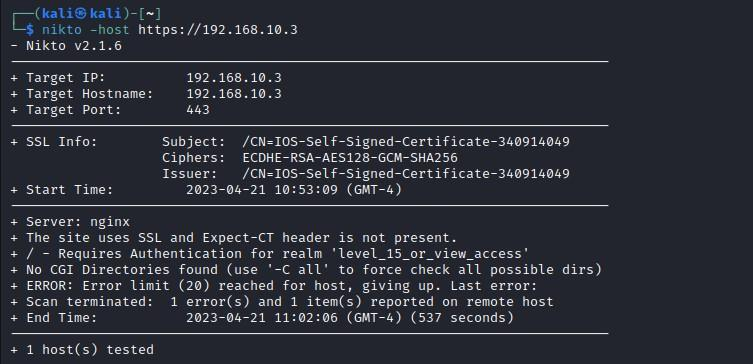 ┌──(kali㉿kali)-[~]
└─$ nikto -host https://192.168.10.3
- Nikto v2.1.6
+ Target IP:          192.168.10.3
+ Target Hostname:    192.168.10.3
+ Target Port:        443
+ SSL Info:        Subject:  /CN=IOS-Self-Signed-Certificate-340914049
                   Ciphers:  ECDHE-RSA-AES128-GCM-SHA256
                   Issuer:   /CN=IOS-Self-Signed-Certificate-340914049
+ Start Time:         2023-04-21 10:53:09 (GMT-4)
+ Server: nginx
+ The site uses SSL and Expect-CT header is not present.
+ / - Requires Authentication for realm 'level_15_or_view_access'
+ No CGI Directories found (use '-C all' to force check all possible dirs)
+ ERROR: Error limit (20) reached for host, giving up. Last error:
+ Scan terminated:  1 error(s) and 1 item(s) reported on remote host
+ End Time:           2023-04-21 11:02:06 (GMT-4) (537 seconds)
+ 1 host(s) tested